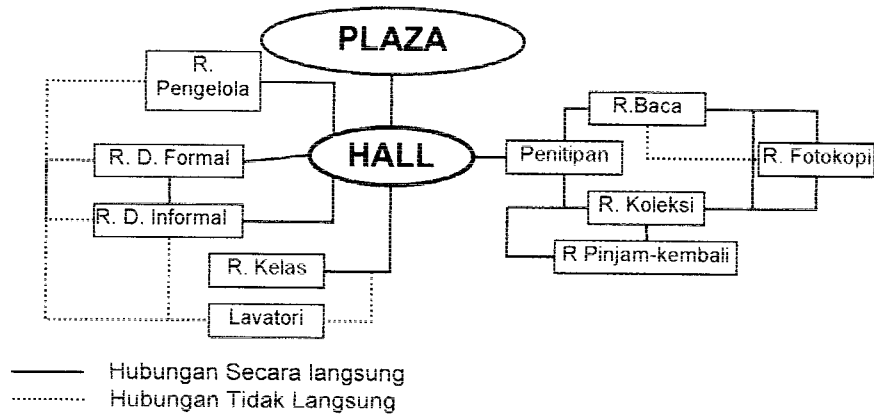 PLAZA
R.
Pengelola
R.Baca
HALL
Penitipan
R. D. Formal
R. Fotokopi
R. D. Informal
R. Koleksi
R Pinjam-kembali
R. Kelas
Lavatori
Hubungan Secara langsung
Hubungan Tidak Langsung